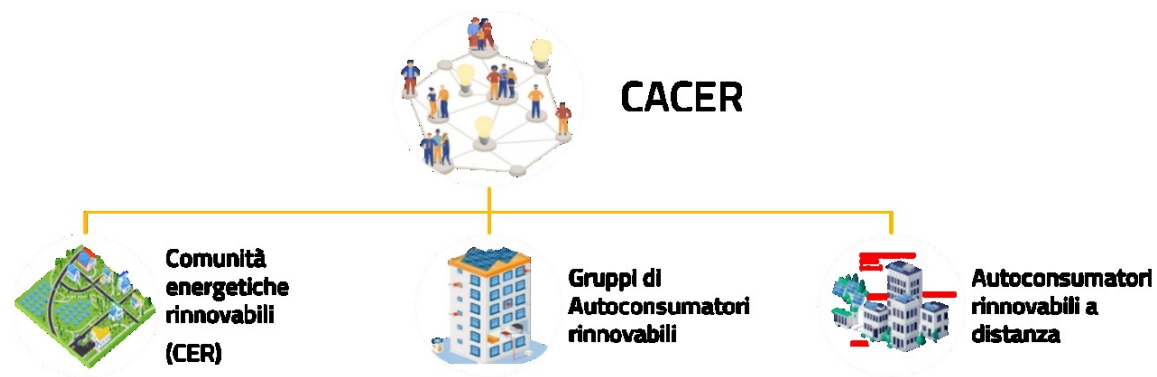 CACER
Comunità
energetiche
rinnovabili
(CER)
Gruppi di
Autoconsumatori
rinnovabili
Autoconsumatori
rinnovabili a
distanza